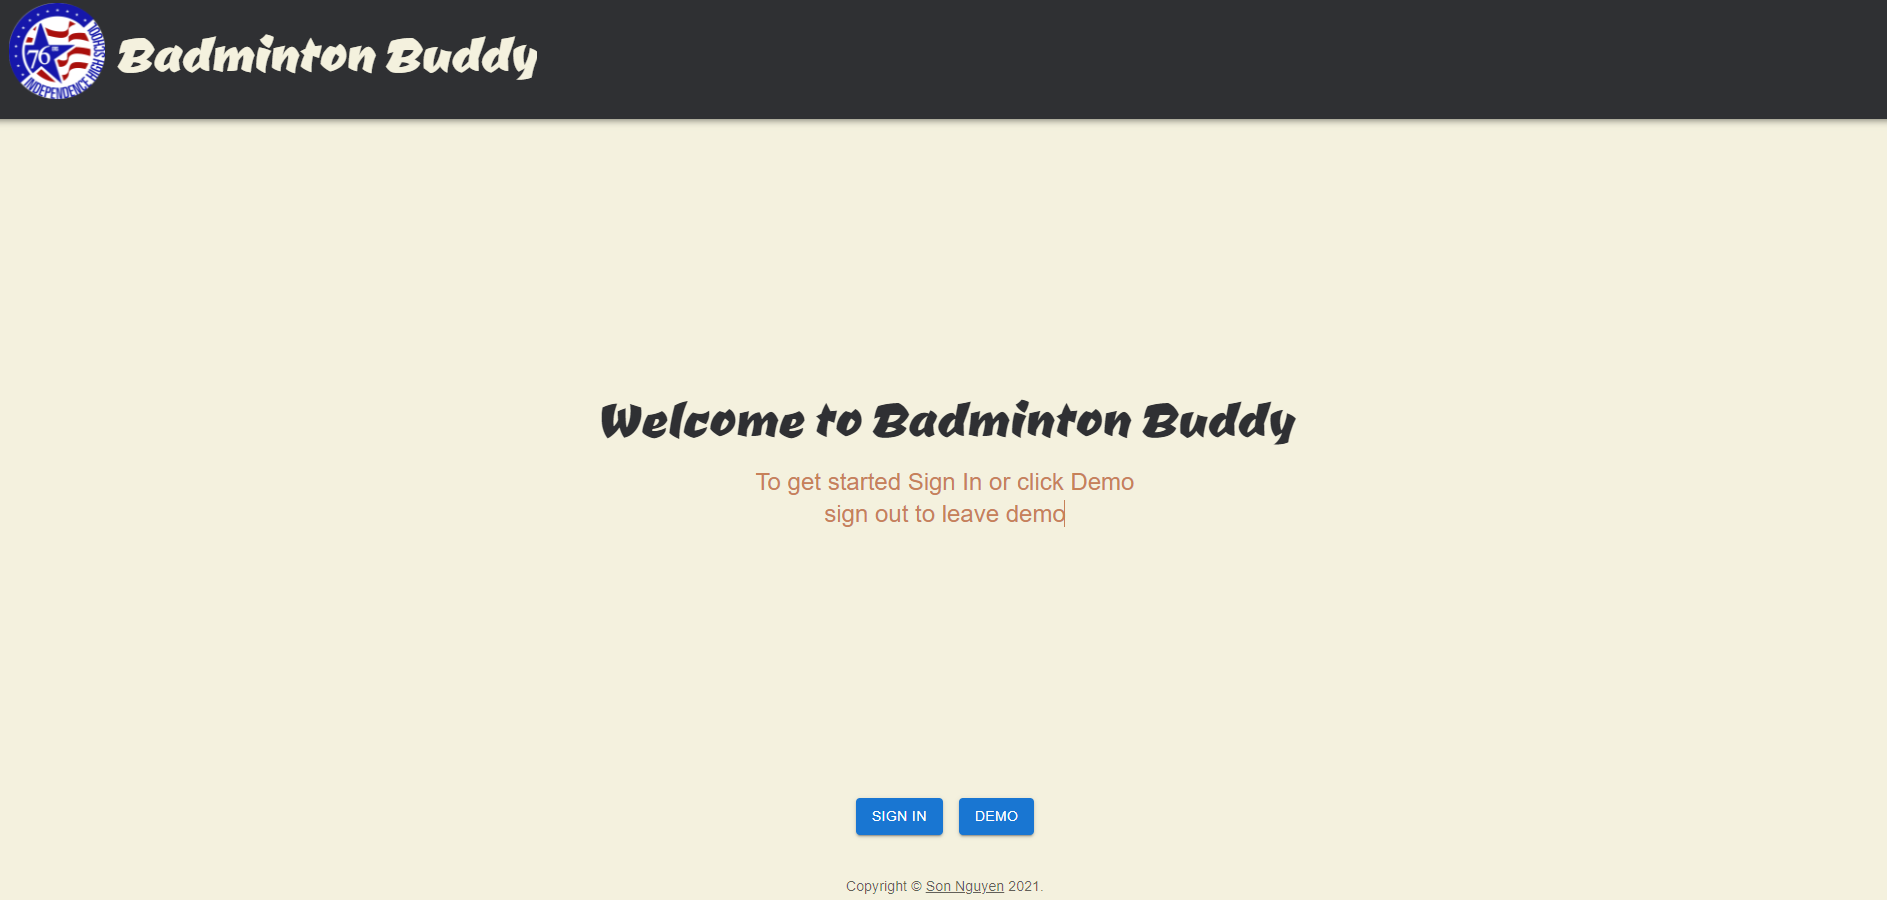 76
INDEPENDENCE HIGH SCHOOL
Badminton Buddy
Welcome to Badminton Buddy
To get started Sign In or click Demo
sign out to leave demo
SIGN IN
DEMO
Copyright © Son Nguyen 2021.